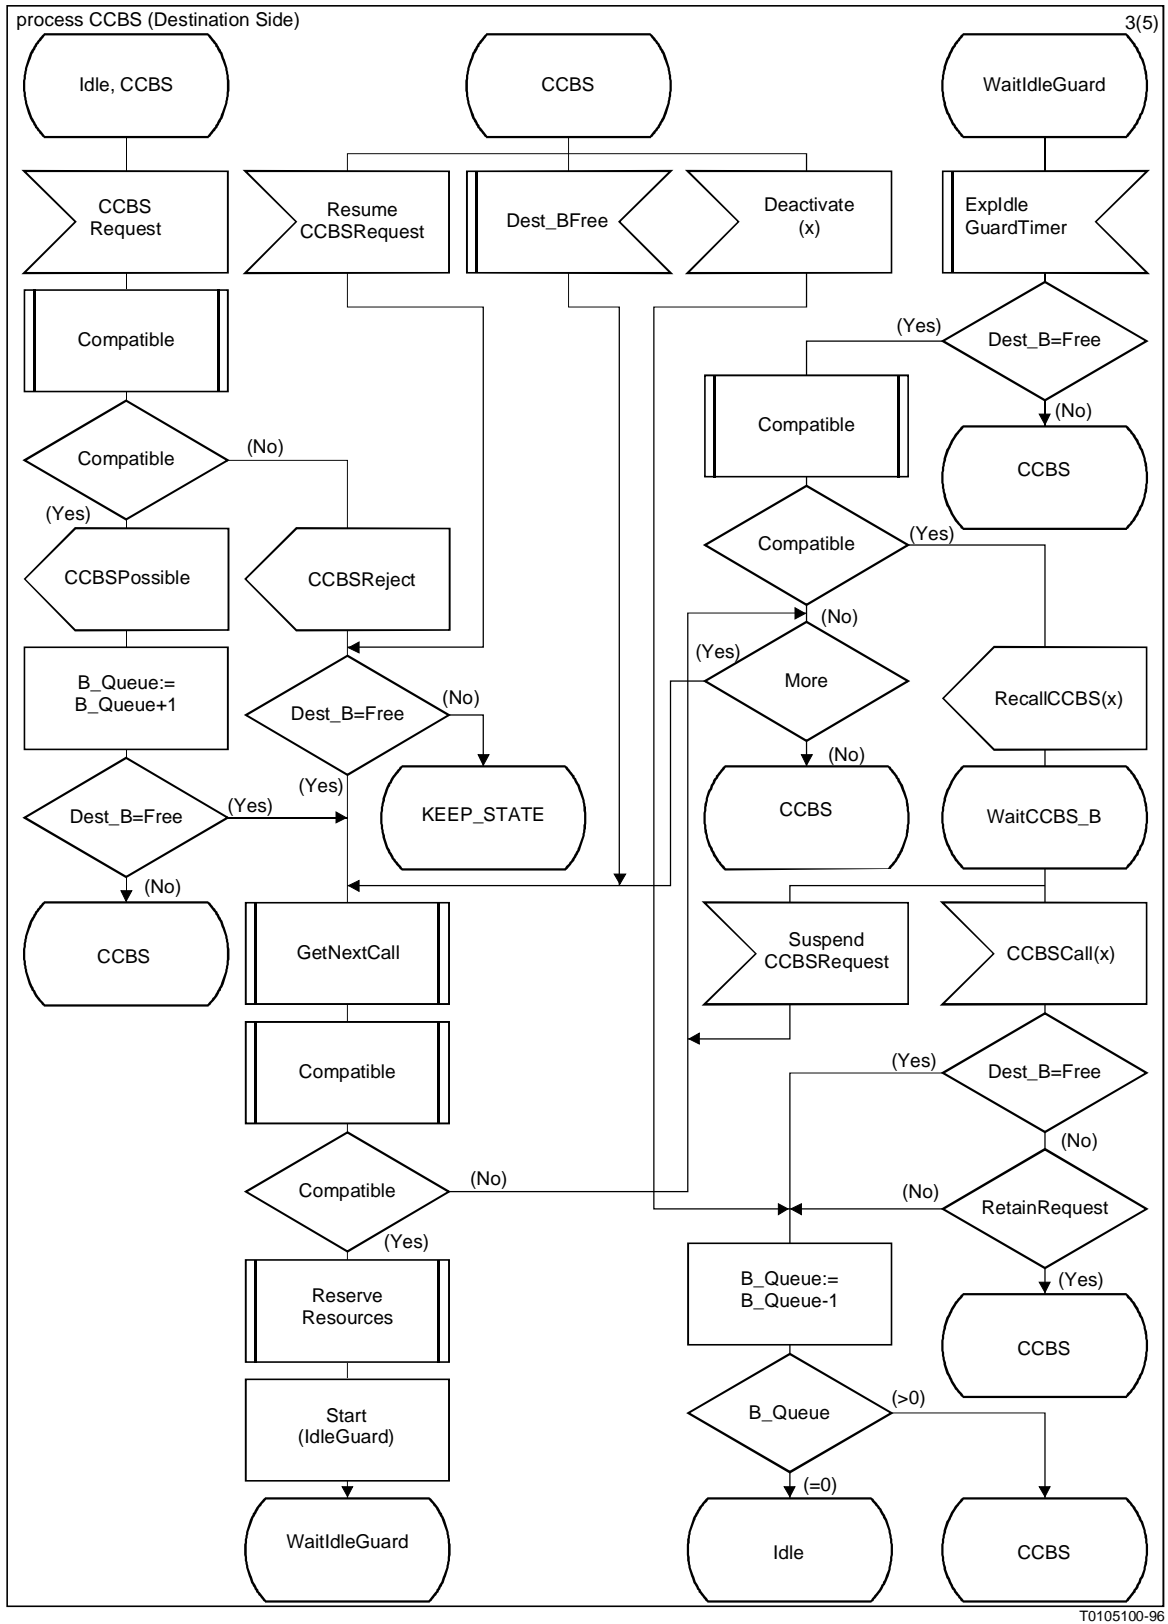 process CCBS (Destination Side)
3(5)
Idle, CCBS
CCBS
WaitIdleGuard
CCBS
Request
Resume
CCBSRequest
Dest_BFree
Deactivate
(x)
ExpIdle
GuardTimer
Compatible
(Yes)
Dest_B=Free
(No)
Compatible
Compatible
(No)
CCBS
(Yes)
Compatible
(Yes)
CCBSPossible
CCBSReject
(No)
B_Queue:=
B_Queue+1
Dest_B=Free
(No)
(Yes)
More
(No)
RecallCCBS(x)
Dest_B=Free
(Yes)
(Yes)
(No)
KEEP_STATE
CCBS
WaitCCBS_B
CCBS
GetNextCall
Suspend
CCBSRequest
CCBSCall(x)
Compatible
(Yes)
Dest_B=Free
(No)
Compatible
(No)
(Yes)
(No)
RetainRequest
(Yes)
Reserve
Resources
B_Queue:=
B_Queue-1
CCBS
Start
(IdleGuard)
B_Queue
(>0)
(=0)
WaitIdleGuard
Idle
CCBS
T0105100-96